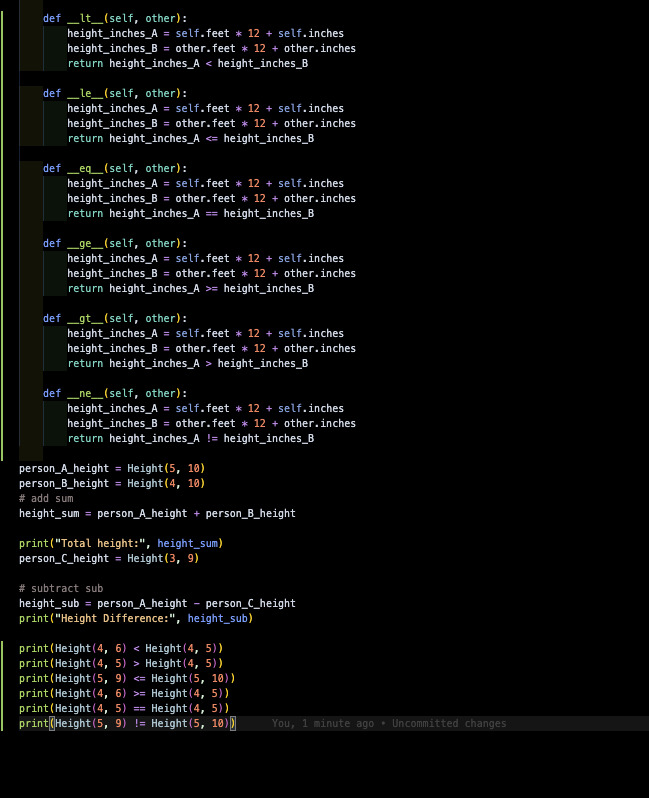 def __lt__(self, other):
height_inches_A = self.feet * 12 + self.inches
height_inches_B = other.feet * 12 + other.inches
return height_inches_A < height_inches_B
def __le__(self, other):
height_inches_A = self.feet * 12 + self.inches
height_inches_B = other.feet * 12 + other.inches
return height_inches_A <= height_inches_B
def __eq__(self, other):
height_inches_A = self.feet * 12 + self.inches
height_inches_B = other.feet * 12 + other.inches
return height_inches_A == height_inches_B
def __ge__(self, other):
height_inches_A = self.feet * 12 + self.inches
height_inches_B = other.feet * 12 + other.inches
return height_inches_A >= height_inches_B
def __gt__(self, other):
height_inches_A = self.feet * 12 + self.inches
height_inches_B = other.feet * 12 + other.inches
return height_inches_A > height_inches_B
def __ne__(self, other):
height_inches_A = self.feet * 12 + self.inches
height_inches_B = other.feet * 12 + other.inches
return height_inches_A != height_inches_B
person_A_height = Height(5, 10)
person_B_height = Height(4, 10)
# add sum
height_sum = person_A_height + person_B_height
print("Total height:", height_sum)
person_C_height = Height(3, 9)
# subtract sub
height_sub = person_A_height - person_C_height
print("Height Difference:", height_sub)
print(Height(4, 6) < Height(4, 5))
print(Height(4, 5) > Height(4, 5))
print(Height(5, 9) <= Height(5, 10))
print(Height(4, 6) >= Height(4, 5))
print(Height(4, 5) == Height(4, 5))
print(Height(5, 9) != Height(5, 10)) You, 1 minute ago • Uncommitted changes